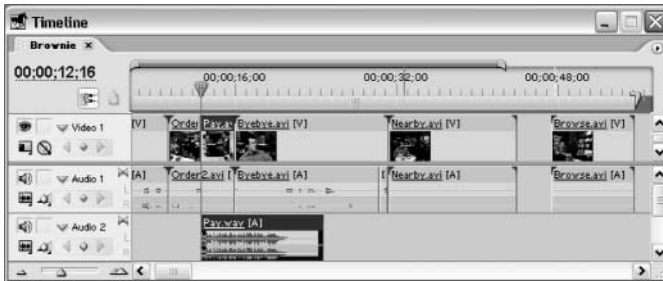 Timeline
Brownie
00;00;12;16
00;00;16;00 00;00;32;00 00;00;48;00
Video 1
[V] Order Pay.av Byebye.avi [V] Nearby.avi [V] Browse.avi [V]
Audio 1
[A] Order2.avi [ Byebye.avi [A] [ Nearby.avi [A] Browse.avi [A]
L
R
Audio 2
Pay.wav [A]